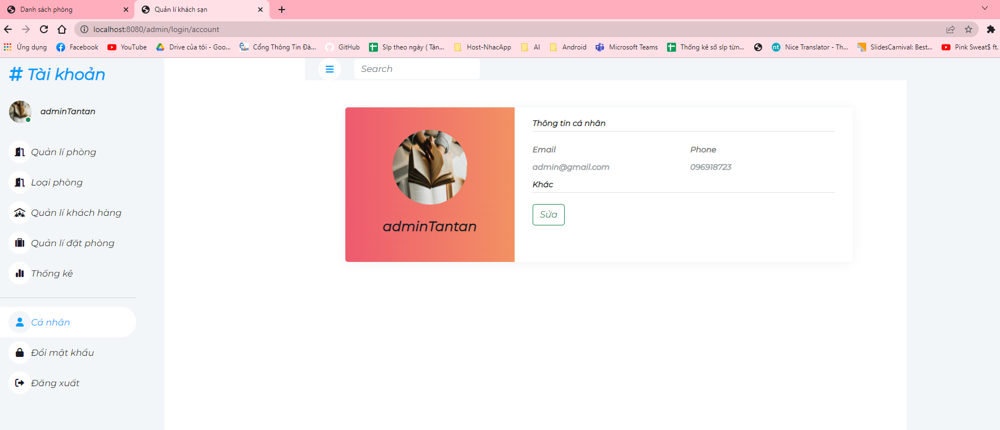 Danh sách phòng
Quản lí khách sạn
localhost:8080/admin/login/account
Ứng dụng
Facebook
YouTube
Drive của tôi - Goo...
Cổng Thông Tin Đà...
GitHub
Slp theo ngày ( Tân...
Host-NhacApp
AI
Android
Microsoft Teams
Thống kê số slp từn...
nt
Nice Translator - Th...
SlidesCarnival: Best...
Pink Sweat$ ft.
# Tài khoản
adminTantan
Quản lí phòng
Loại phòng
Quản lí khách hàng
Quản lí đặt phòng
Thống kê
Cá nhân
Đổi mật khẩu
Đăng xuất
Search
adminTantan
Thông tin cá nhân
Email
Phone
admin@gmail.com
096918723
Khác
Sửa